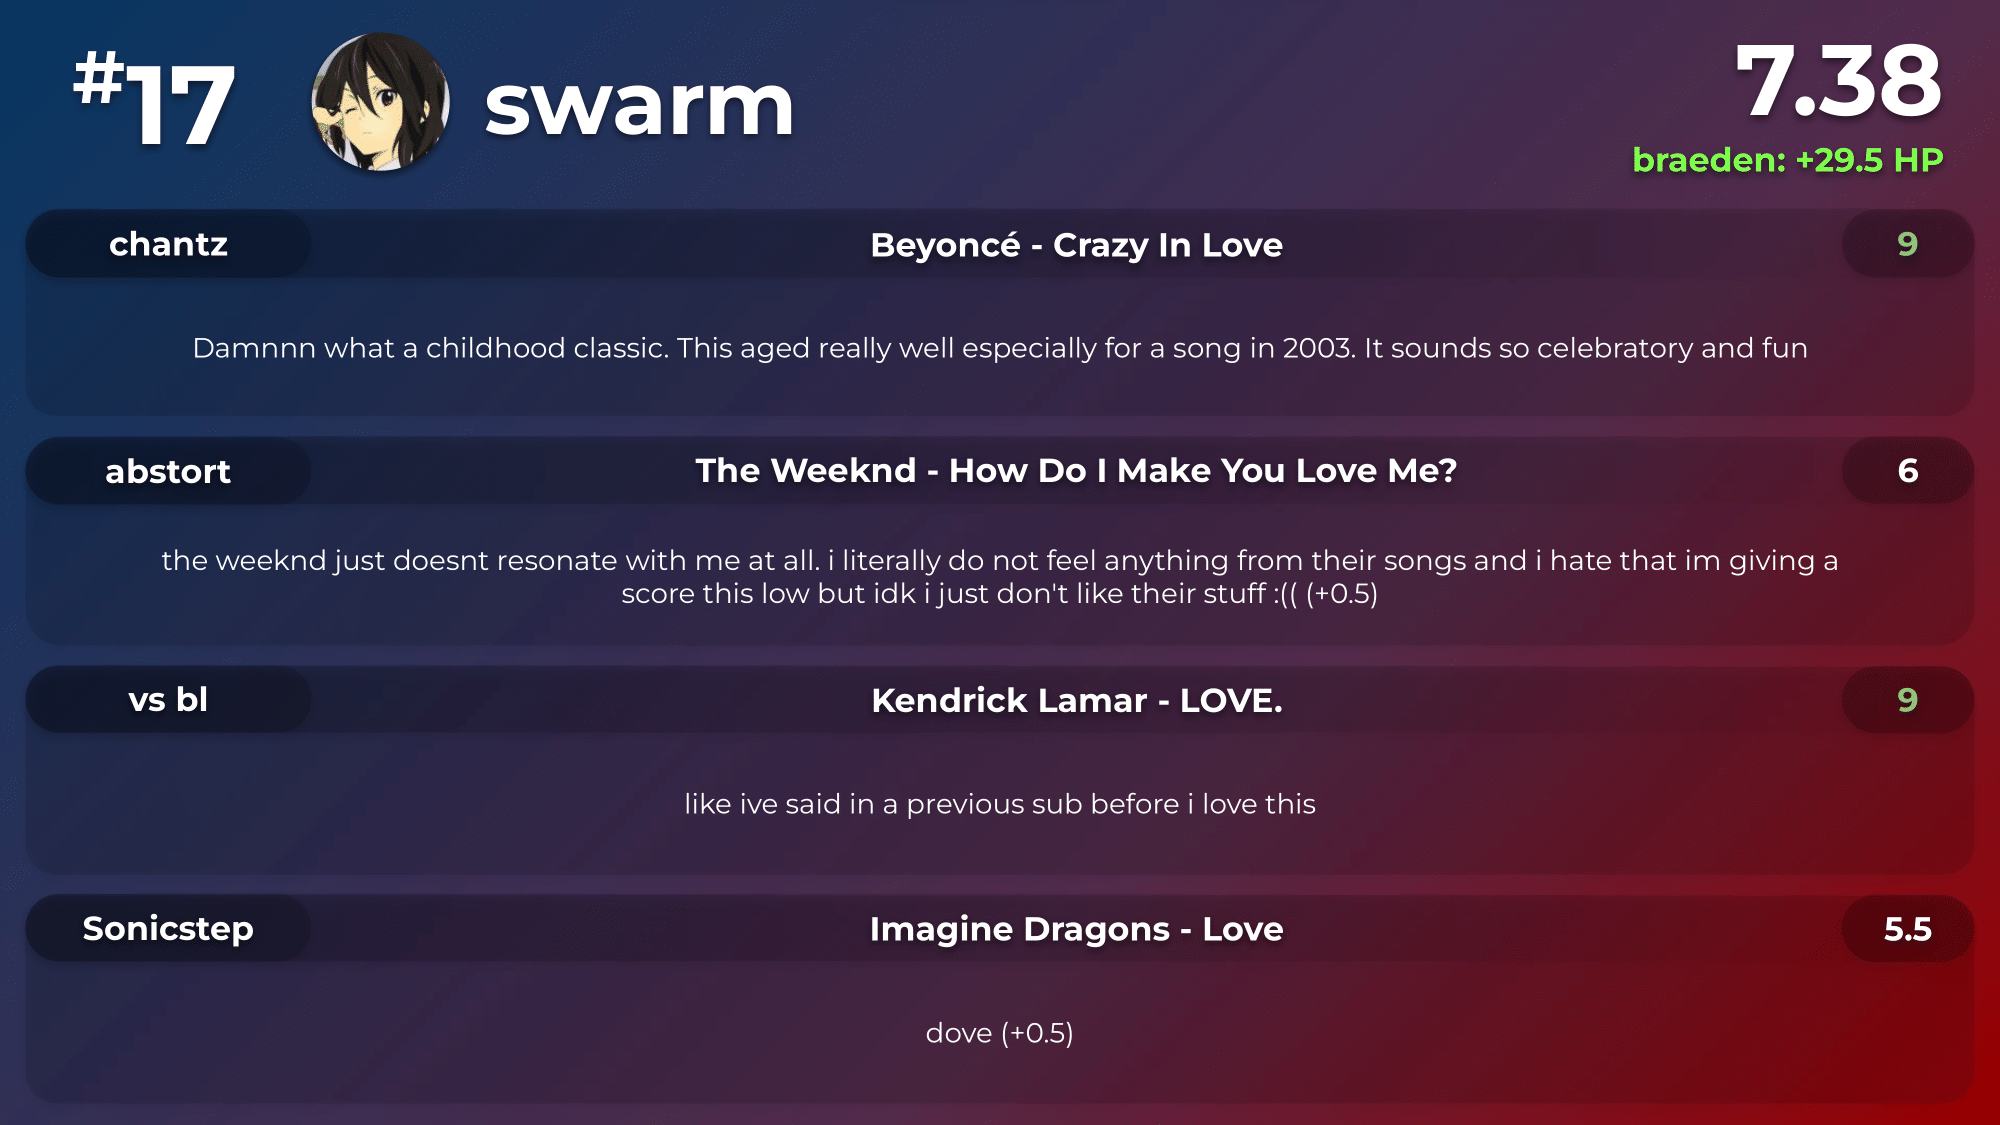 #17
swarm
7.38
braeden: +29.5 HP
chantz
Beyoncé - Crazy In Love
9
Damnnn what a childhood classic. This aged really well especially for a song in 2003. It sounds so celebratory and fun
abstort
The Weeknd - How Do I Make You Love Me?
6
the weeknd just doesnt resonate with me at all. i literally do not feel anything from their songs and i hate that im giving a
score this low but idk i just don't like their stuff :(( (+0.5)
vs bl
Kendrick Lamar - LOVE.
9
like ive said in a previous sub before i love this
Sonicstep
Imagine Dragons - Love
5.5
dove (+0.5)